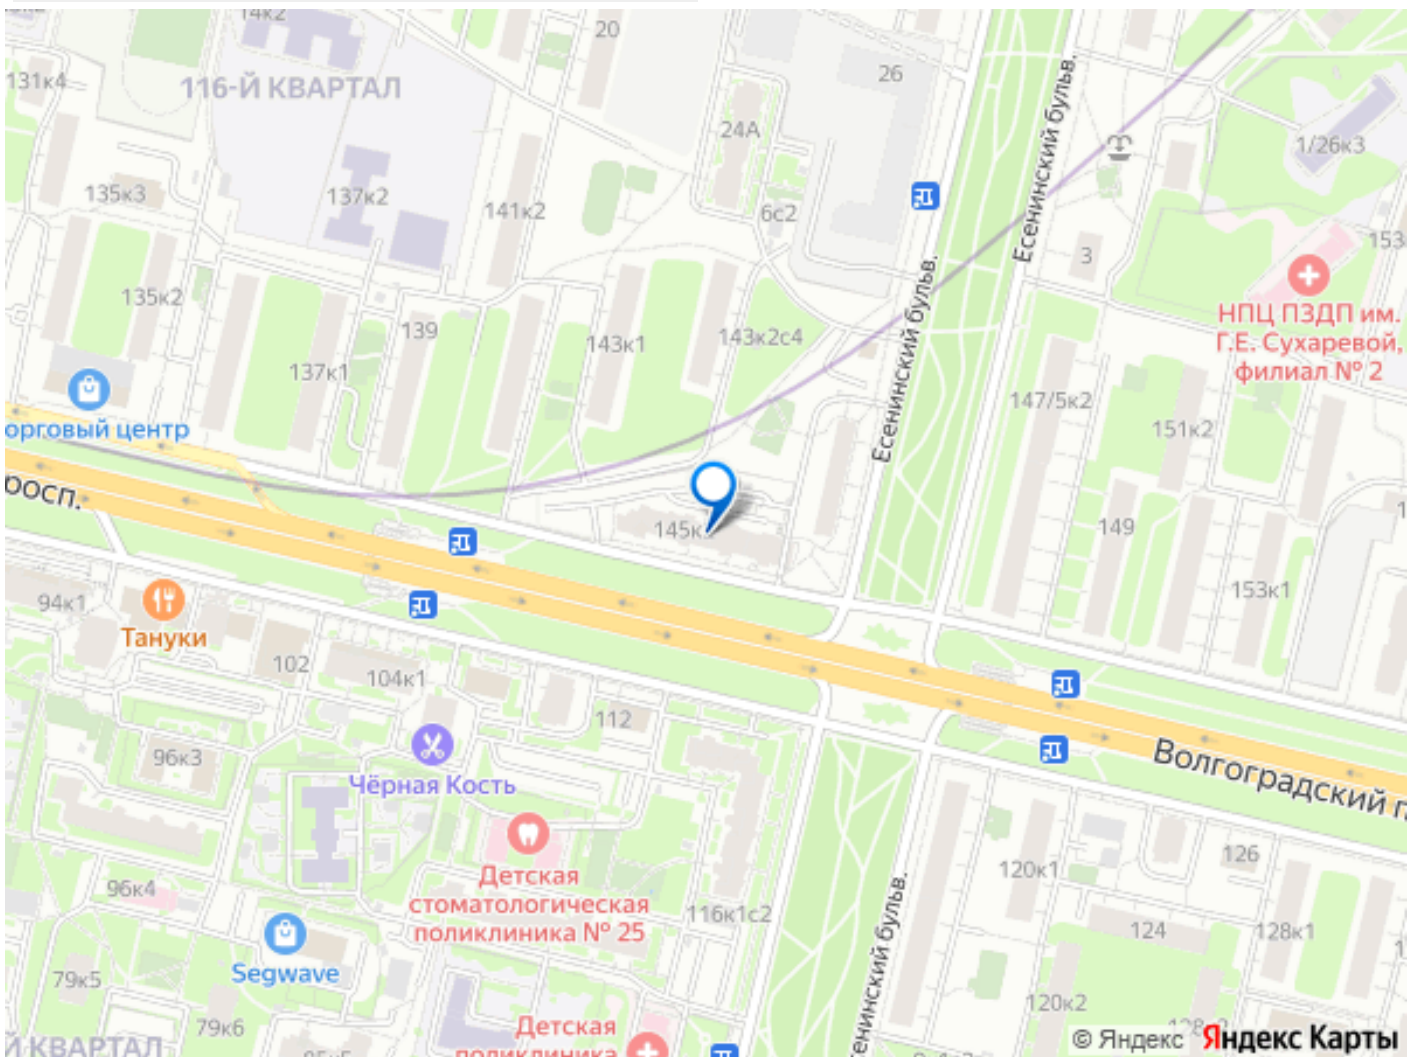 14к2
20
131к4
116-Й КВАРТАЛ
26
24А
Есенинский бульв.
1/26к3
135к3
137к2
141к2
6с2
3
153
135к2
139
143к1
143к2с4
Есенинский бульв.
НПЦ ПЗДП им.
Г.Е. Сухаревой,
филиал № 2
137к1
147/5к2
151к2
орговый центр
росп.
145к
149
153к1
94к1
Тануки
102
104к1
112
96к3
Чёрная Кость
Волгоградский п
126
120к1
Детская
стоматологическая
поликлиника № 25
96к4
116к1с2
Есенинский бульв.
124
128к1
Segwave
79к5
79к6
120к2
Детская
поликлиника
Й КВАРТАЛ
© Яндекс Яндекс Карты